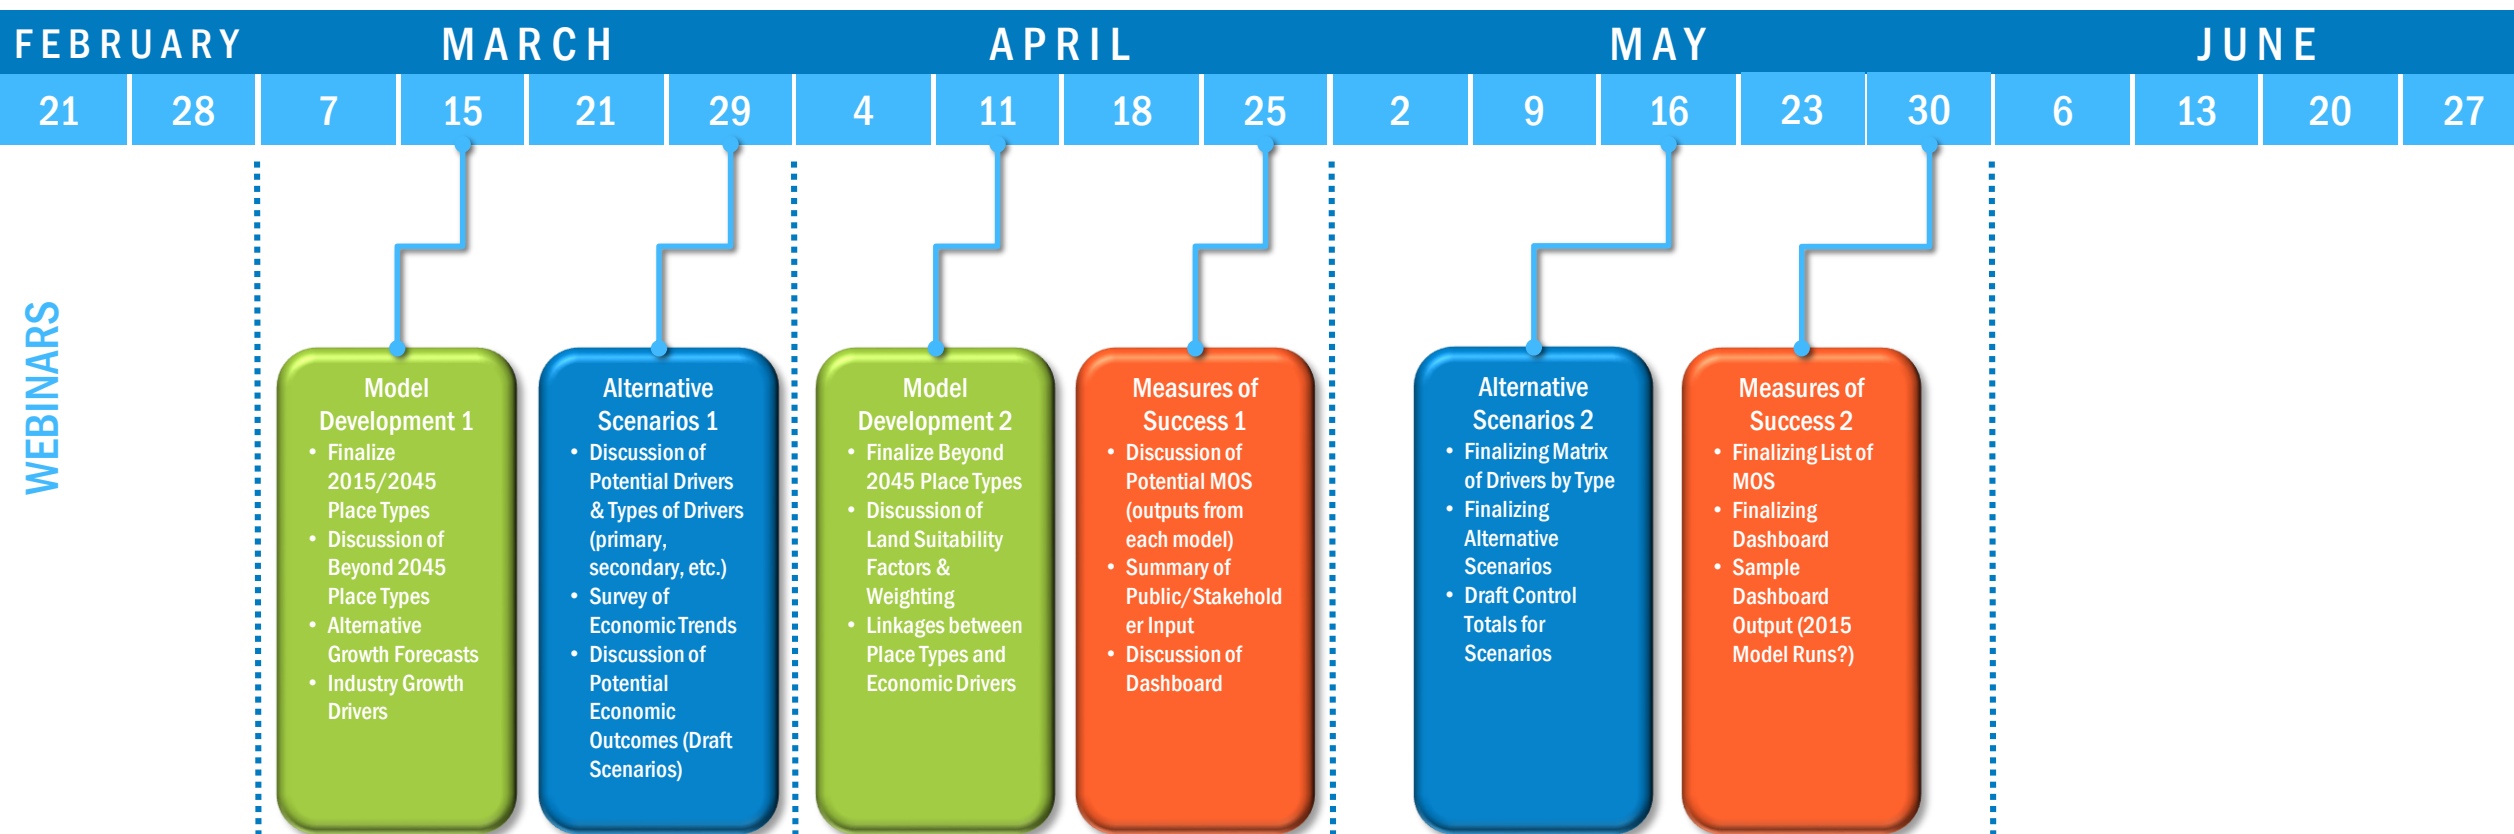 FEBRUARY MARCH APRIL MAY JUNE
21 28 7 15 21 29 4 11 18 25 2 9 16 23 30 6 13 20 27
WEBINARS
Model
Development 1
• Finalize
2015/2045
Place Types
• Discussion of
Beyond 2045
Place Types
• Alternative
Growth Forecasts
• Industry Growth
Drivers
Alternative
Scenarios 1
• Discussion of
Potential Drivers
& Types of Drivers
(primary,
secondary, etc.)
• Survey of
Economic Trends
• Discussion of
Potential
Economic
Outcomes (Draft
Scenarios)
Model
Development 2
• Finalize Beyond
2045 Place Types
• Discussion of
Land Suitability
Factors &
Weighting
• Linkages between
Place Types and
Economic Drivers
Measures of
Success 1
• Discussion of
Potential MOS
(outputs from
each model)
• Summary of
Public/Stakehold
er Input
• Discussion of
Dashboard
Alternative
Scenarios 2
• Finalizing Matrix
of Drivers by Type
• Finalizing
Alternative
Scenarios
• Draft Control
Totals for
Scenarios
Measures of
Success 2
• Finalizing List of
MOS
• Finalizing
Dashboard
• Sample
Dashboard
Output (2015
Model Runs?)